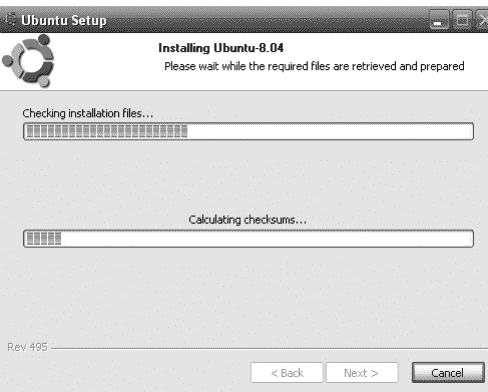 Ubuntu Setup
Installing Ubuntu-8.04
Please wait while the required files are retrieved and prepared
Checking installation files...
Calculating checksums...
Rev 495
< Back
Next >
Cancel